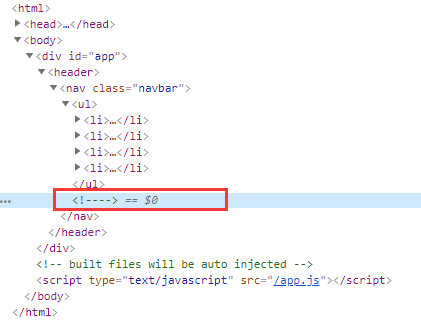 <html>
▶<head>…</head>
▼<body>
▼<div id="app">
▼<header>
▼<nav class="navbar">
▼<ul>
▶<li>…</li>
▶<li>…</li>
▶<li>…</li>
▶<li>…</li>
</ul>
… <!----> == $0
</nav>
</header>
</div>
<!-- built files will be auto injected -->
<script type="text/javascript" src="/app.js"></script>
</body>
</html>